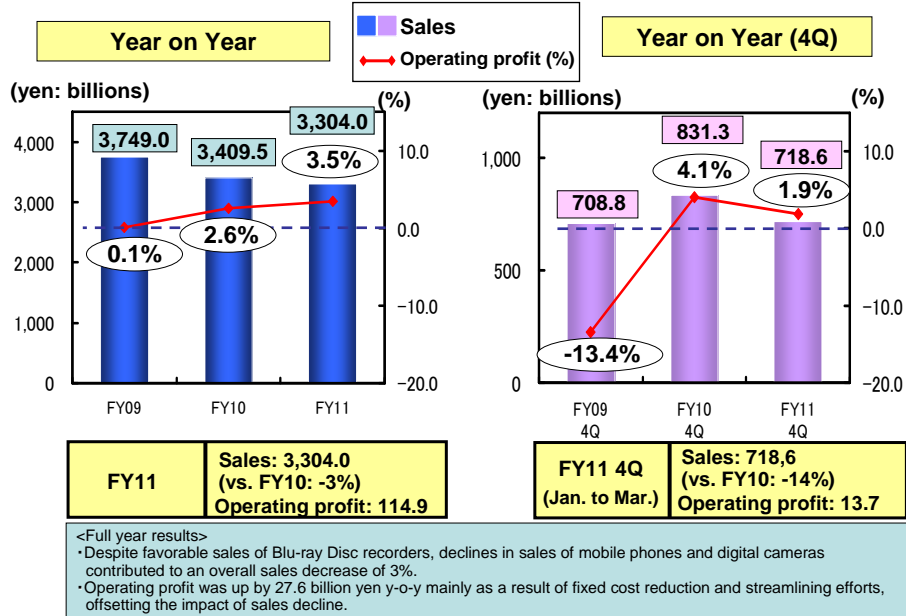 Year on Year
Sales
Operating profit (%)
Year on Year (4Q)
(yen: billions)
(%)
4,000
3,000
2,000
1,000
0
10.0
0.0
−10.0
−20.0
3,749.0
3,409.5
3,304.0
0.1%
2.6%
3.5%
FY09
FY10
FY11
(yen: billions)
(%)
1,000
500
0
10.0
0.0
−10.0
−20.0
708.8
831.3
718.6
-13.4%
4.1%
1.9%
FY09
4Q
FY10
4Q
FY11
4Q
FY11
Sales: 3,304.0
(vs. FY10: -3%)
Operating profit: 114.9
FY11 4Q
(Jan. to Mar.)
Sales: 718,6
(vs. FY10: -14%)
Operating profit: 13.7
<Full year results>
・Despite favorable sales of Blu-ray Disc recorders, declines in sales of mobile phones and digital cameras
contributed to an overall sales decrease of 3%.
・Operating profit was up by 27.6 billion yen y-o-y mainly as a result of fixed cost reduction and streamlining efforts,
offsetting the impact of sales decline.